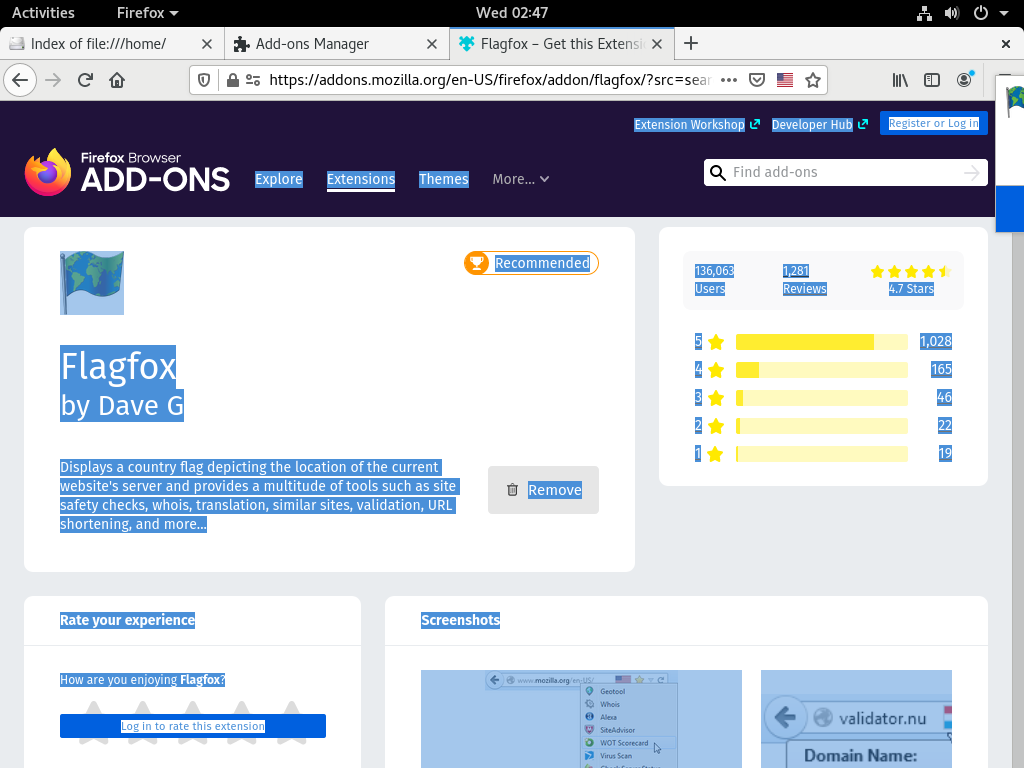 Activities Firefox Wed 02:47
Index of file:///home/ Add-ons Manager Flagfox – Get this Extensi
https://addons.mozilla.org/en-US/firefox/addon/flagfox/?src=sear
Extension Workshop Developer Hub Register or Log in
Firefox Browser
ADD-ONS
Explore Extensions Themes More... Find add-ons
Recommended
Flagfox
by Dave G
Displays a country flag depicting the location of the current
website's server and provides a multitude of tools such as site
safety checks, whois, translation, similar sites, validation, URL
shortening, and more...
Remove
136,063 1,281
Users Reviews 4.7 Stars
5 1,028
4 165
3 46
2 22
1 19
Rate your experience
How are you enjoying Flagfox?
Log in to rate this extension
Screenshots
www.mozilla.org/en-US/
Geotool
Whois
Alexa
SiteAdvisor
WOT Scorecard
Virus Scan
validator.nu
Domain Name: